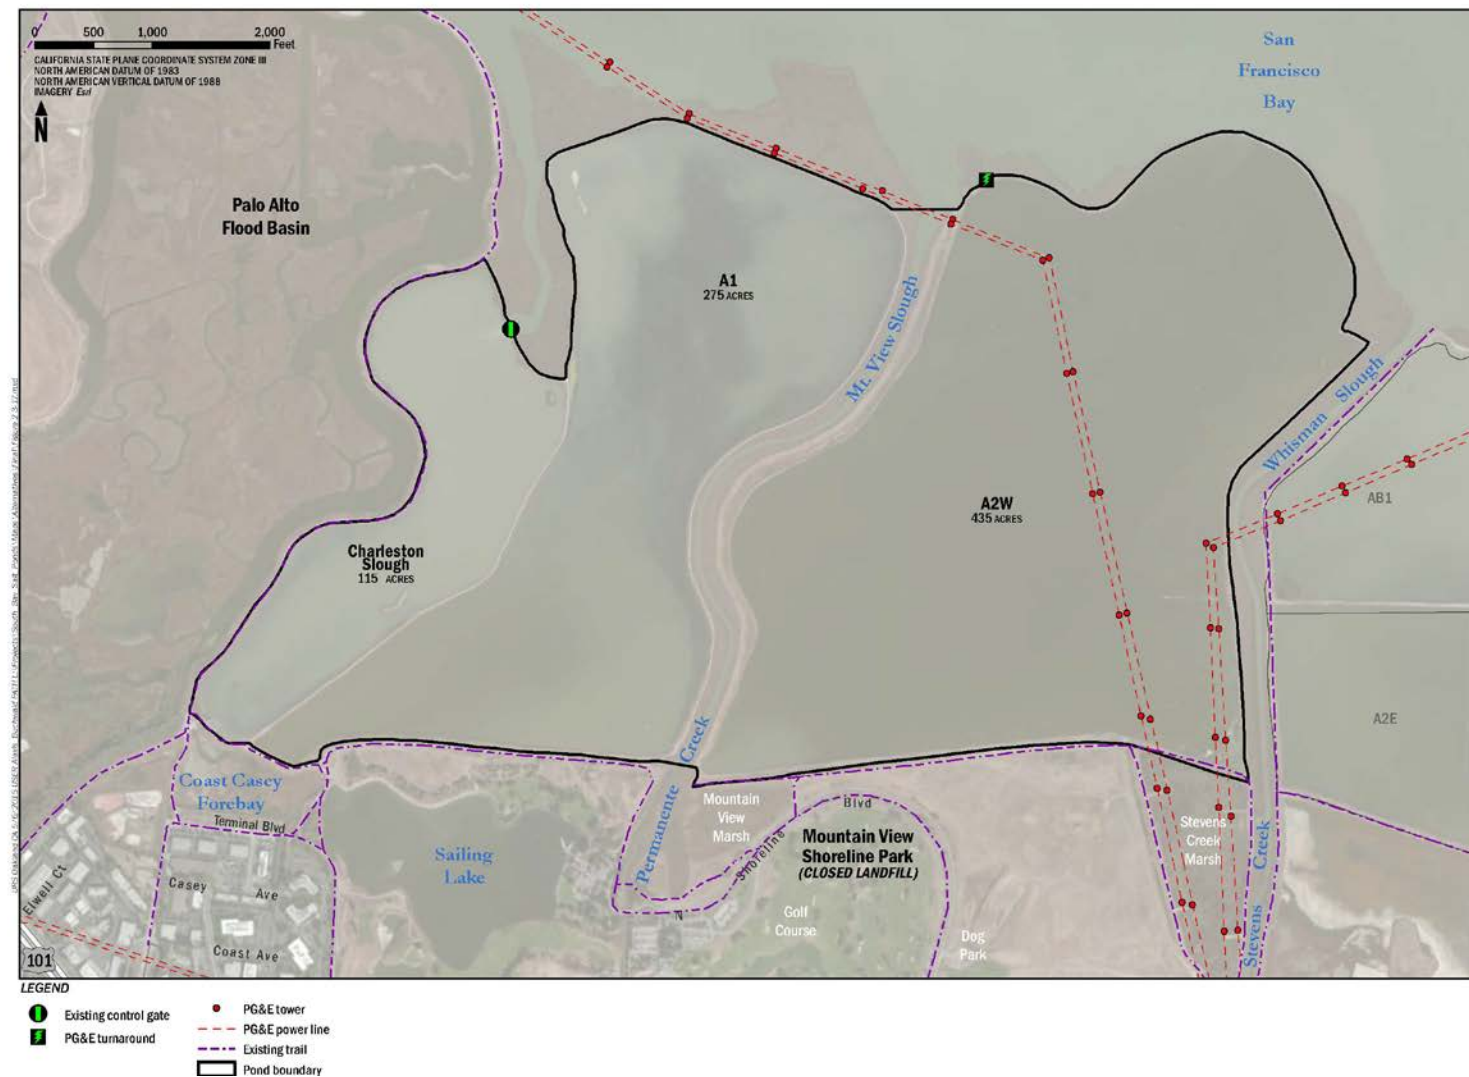 0 500 1,000 2,000
Feet
CALIFORNIA STATE PLANE COORDINATE SYSTEM ZONE III
NORTH AMERICAN DATUM OF 1983
NORTH AMERICAN VERTICAL DATUM OF 1988
IMAGERY Esri
N
San
Francisco
Bay
Palo Alto
Flood Basin
A1
275 ACRES
Mt. View Slough
Whisman Slough
A2W
435 ACRES
AB1
Charleston
Slough
115 ACRES
A2E
Coast Casey
Forebay
Terminal Blvd
Permanente Creek
Mountain
View
Marsh
N Shoreline Blvd
Mountain View
Shoreline Park
(CLOSED LANDFILL)
Stevens
Creek
Marsh
Sailing
Lake
Stevens Creek
Elwell Ct
Casey Ave
Golf
Course
Coast Ave
Dog
Park
101
LEGEND
Existing control gate
PG&E turnaround
PG&E tower
PG&E power line
Existing trail
Pond boundary